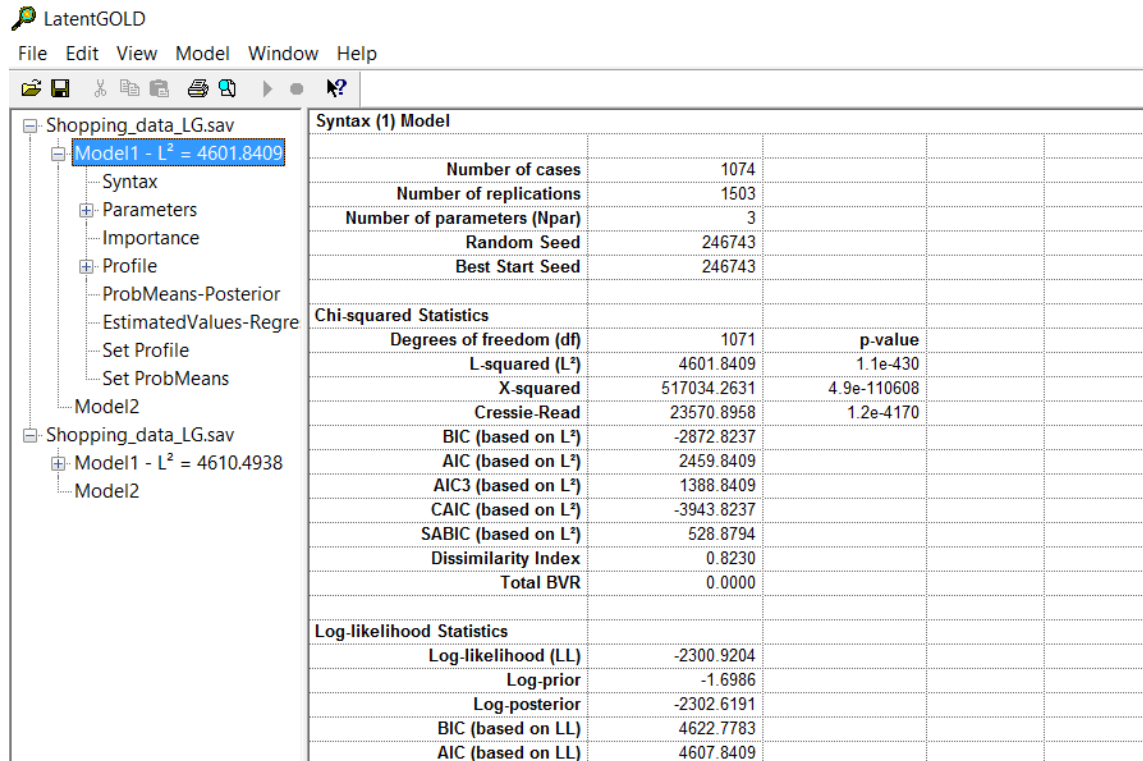 LatentGOLD
File Edit View Model Window Help
Shopping_data_LG.sav
Model1 - L² = 4601.8409
Syntax
Parameters
Importance
Profile
ProbMeans-Posterior
EstimatedValues-Regre
Set Profile
Set ProbMeans
Model2
Shopping_data_LG.sav
Model1 - L² = 4610.4938
Model2
Syntax (1) Model
Number of cases 1074
Number of replications 1503
Number of parameters (Npar) 3
Random Seed 246743
Best Start Seed 246743
Chi-squared Statistics
Degrees of freedom (df) 1071 p-value
L-squared (L²) 4601.8409 1.1e-430
X-squared 517034.2631 4.9e-110608
Cressie-Read 23570.8958 1.2e-4170
BIC (based on L²) -2872.8237
AIC (based on L²) 2459.8409
AIC3 (based on L²) 1388.8409
CAIC (based on L²) -3943.8237
SABIC (based on L²) 528.8794
Dissimilarity Index 0.8230
Total BVR 0.0000
Log-likelihood Statistics
Log-likelihood (LL) -2300.9204
Log-prior -1.6986
Log-posterior -2302.6191
BIC (based on LL) 4622.7783
AIC (based on LL) 4607.8409